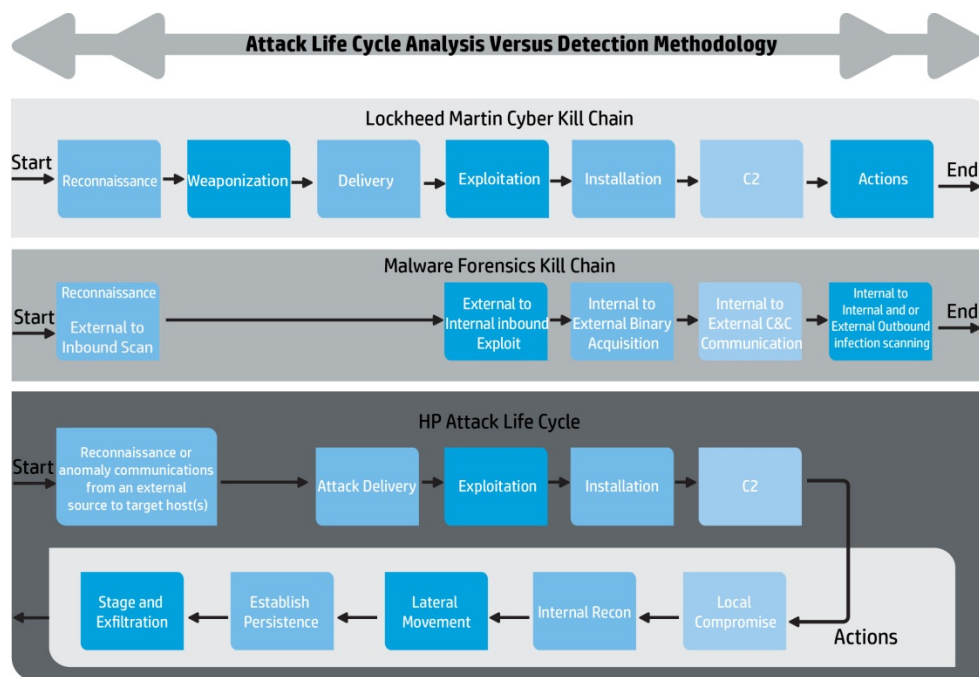 Attack Life Cycle Analysis Versus Detection Methodology
Lockheed Martin Cyber Kill Chain
Start
Reconnaissance
Weaponization
Delivery
Exploitation
Installation
C2
Actions
End
Malware Forensics Kill Chain
Start
Reconnaissance
External to
Inbound Scan
External to
Internal inbound
Exploit
Internal to
External Binary
Acquisition
Internal to
External C&C
Communication
Internal to
Internal and or
External Outbound
infection scanning
End
HP Attack Life Cycle
Start
Reconnaissance or
anomaly communications
from an external
source to target host(s)
Attack Delivery
Exploitation
Installation
C2
Local
Compromise
Internal Recon
Lateral
Movement
Establish
Persistence
Stage and
Exfiltration
Actions